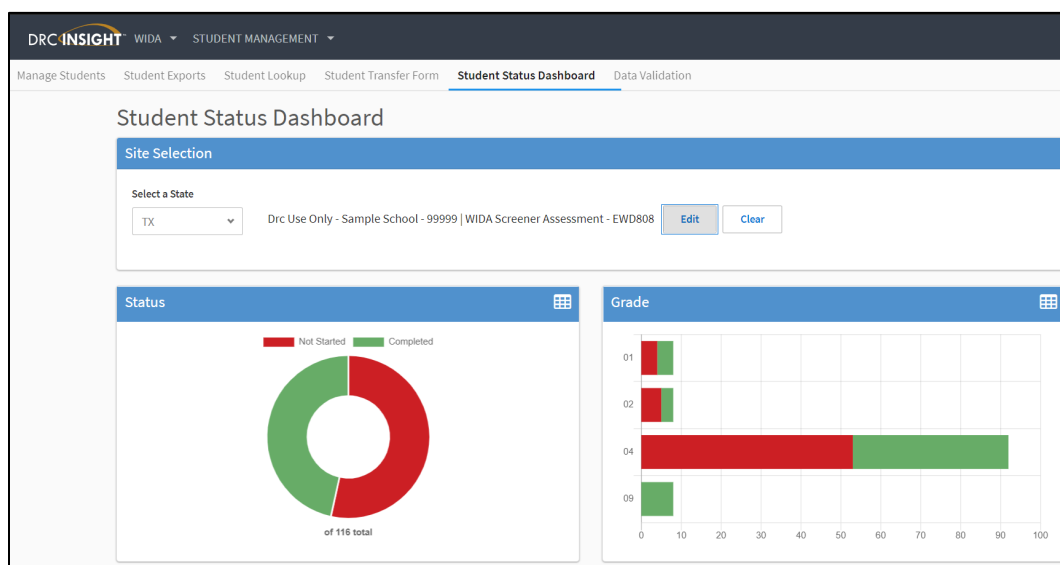 DRC INSIGHT WIDA STUDENT MANAGEMENT
Manage Students Student Exports Student Lookup Student Transfer Form Student Status Dashboard Data Validation
Student Status Dashboard
Site Selection
Select a State
TX Drc Use Only - Sample School - 99999 | WIDA Screener Assessment - EWD808 Edit Clear
Status
Not Started Completed
of 116 total
Grade
01
02
04
09
0 10 20 30 40 50 60 70 80 90 100